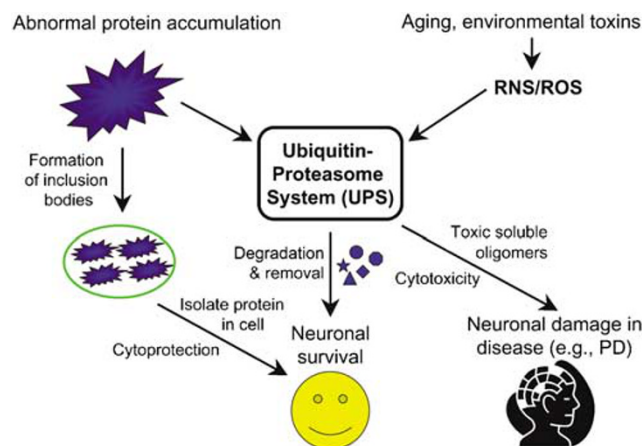 Abnormal protein accumulation
Aging, environmental toxins
RNS/ROS
Ubiquitin-
Proteasome
System (UPS)
Formation
of inclusion
bodies
Degradation
& removal
Toxic soluble
oligomers
Cytotoxicity
Isolate protein
in cell
Cytoprotection
Neuronal
survival
Neuronal damage in
disease (e.g., PD)